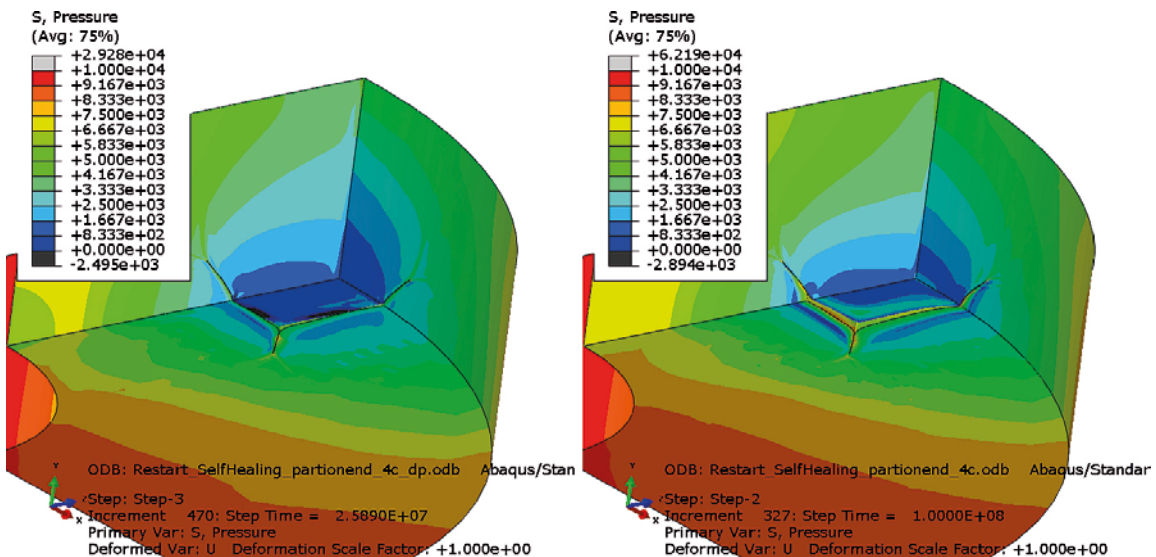 S, Pressure
(Avg: 75%)
+2.928e+04
+1.000e+04
+9.167e+03
+8.333e+03
+7.500e+03
+6.667e+03
+5.833e+03
+5.000e+03
+4.167e+03
+3.333e+03
+2.500e+03
+1.667e+03
+8.333e+02
+0.000e+00
-2.495e+03
Y
X
ODB: Restart_SelfHealing_partionend_4c_dp.odb Abaqus/Stan
Step: Step-3
Increment 470: Step Time = 2.5890E+07
Primary Var: S, Pressure
Deformed Var: U Deformation Scale Factor: +1.000e+00
S, Pressure
(Avg: 75%)
+6.219e+04
+1.000e+04
+9.167e+03
+8.333e+03
+7.500e+03
+6.667e+03
+5.833e+03
+5.000e+03
+4.167e+03
+3.333e+03
+2.500e+03
+1.667e+03
+8.333e+02
+0.000e+00
-2.894e+03
Y
X
ODB: Restart_SelfHealing_partionend_4c.odb Abaqus/Standar
Step: Step-2
Increment 327: Step Time = 1.0000E+08
Primary Var: S, Pressure
Deformed Var: U Deformation Scale Factor: +1.000e+00